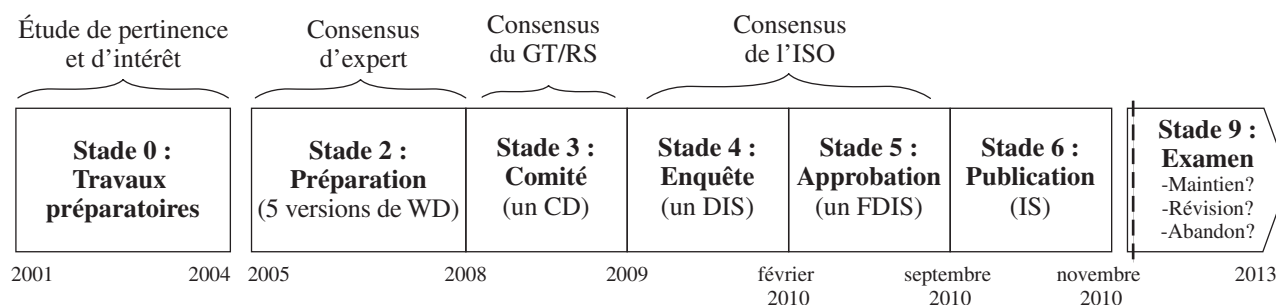 Étude de pertinence
et d'intérêt
Consensus
d'expert
Consensus
du GT/RS
Consensus
de l'ISO
Stade 0 :
Travaux
préparatoires
Stade 2 :
Préparation
(5 versions de WD)
Stade 3 :
Comité
(un CD)
Stade 4 :
Enquête
(un DIS)
Stade 5 :
Approbation
(un FDIS)
Stade 6 :
Publication
(IS)
Stade 9 :
Examen
-Maintien?
-Révision?
-Abandon?
2001
2004
2005
2008
2009
février
2010
septembre
2010
novembre
2010
2013